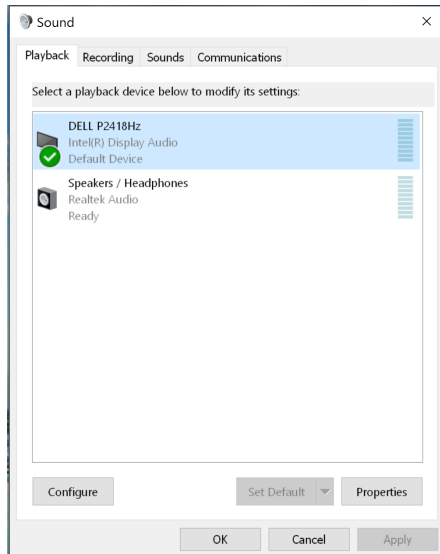 Sound
Playback
Recording
Sounds
Communications
Select a playback device below to modify its settings:
DELL P2418Hz
Intel(R) Display Audio
Default Device
Speakers / Headphones
Realtek Audio
Ready
Configure
Set Default
Properties
OK
Cancel
Apply